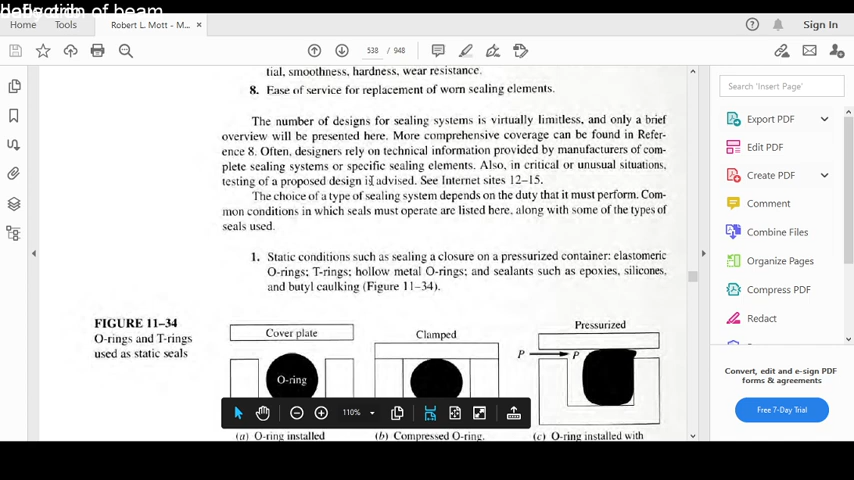 of beam
Home
Tools
Robert L. Mott - M...
×
Sign In
538 / 948
tial, smoothness, hardness, wear resistance.
8. Ease of service for replacement of worn sealing elements.
The number of designs for sealing systems is virtually limitless, and only a brief
overview will be presented here. More comprehensive coverage can be found in Refer-
ence 8. Often, designers rely on technical information provided by manufacturers of com-
plete sealing systems or specific sealing elements. Also, in critical or unusual situations,
testing of a proposed design is advised. See Internet sites 12–15.
The choice of a type of sealing system depends on the duty that it must perform. Com-
mon conditions in which seals must operate are listed here, along with some of the types of
seals used.
1. Static conditions such as sealing a closure on a pressurized container: elastomeric
O-rings; T-rings; hollow metal O-rings; and sealants such as epoxies, silicones,
and butyl caulking (Figure 11–34).
FIGURE 11–34
O-rings and T-rings
used as static seals
Cover plate
O-ring
(a) O-ring installed
Clamped
(b) Compressed O-ring,
Pressurized
P
P
(c) O-ring installed with
110%
Search 'Insert Page'
Export PDF
Edit PDF
Create PDF
Comment
Combine Files
Organize Pages
Compress PDF
Redact
Convert, edit and e-sign PDF
forms & agreements
Free 7-Day Trial